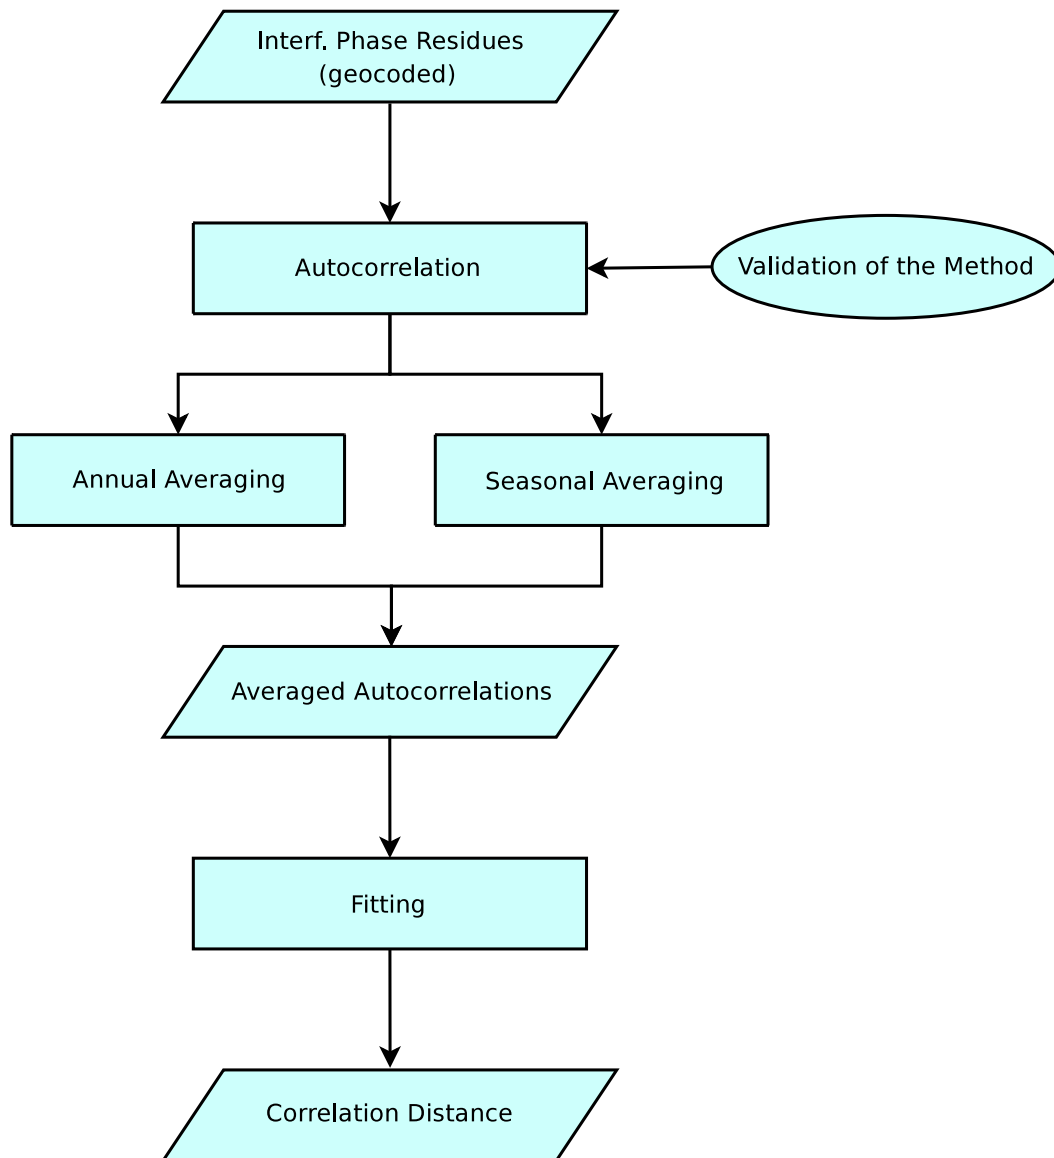 Interf. Phase Residues
(geocoded)
Autocorrelation
Validation of the Method
Annual Averaging
Seasonal Averaging
Averaged Autocorrelations
Fitting
Correlation Distance